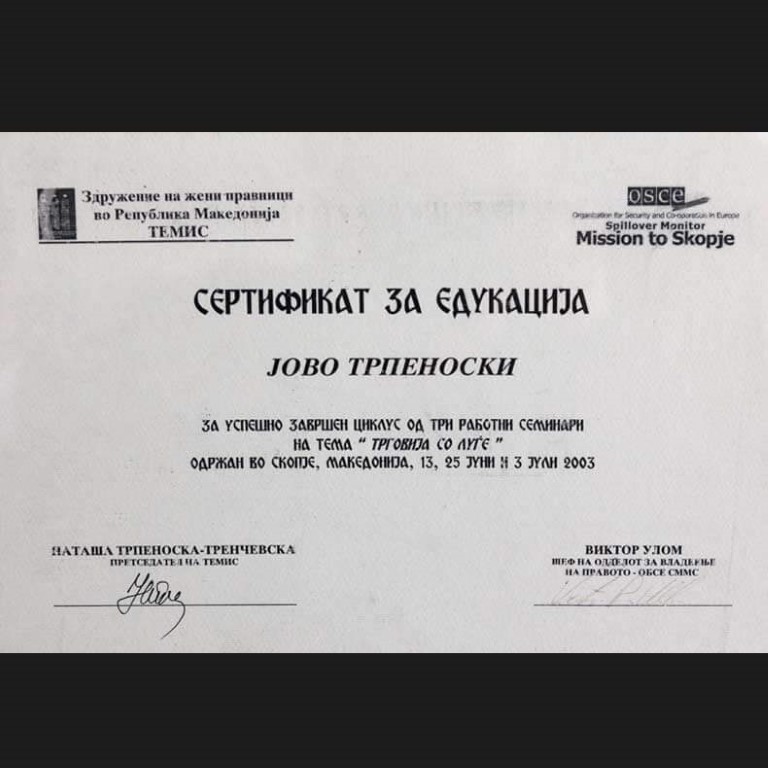 Здружение на жени правници
во Република Македонија
ТЕМИС
OSCE
Organization for Security and Co-operation in Europe
Spillover Monitor
Mission to Skopje
СЕРТИФИКАТ ЗА ЕДУКАЦИЈА
ЈОВО ТРПЕНОСКИ
ЗА УСПЕШНО ЗАВРШЕН ЦИКЛУС ОД ТРИ РАБОТНИ СЕМИНАРИ
НА ТЕМА “ ТРГОВИЈА СО ЛУЃЕ ”
ОДРЖАН ВО СКОПЈЕ, МАКЕДОНИЈА, 13, 25 ЈУНИ И 3 ЈУЛИ 2003
НАТАША ТРПЕНОСКА-ТРЕНЧЕВСКА
ПРЕТСЕДАТЕЛ НА ТЕМИС
ВИКТОР УЛОМ
ШЕФ НА ОДДЕЛОТ ЗА ВЛАДЕЊЕ
НА ПРАВОТО - ОБСЕ СММС